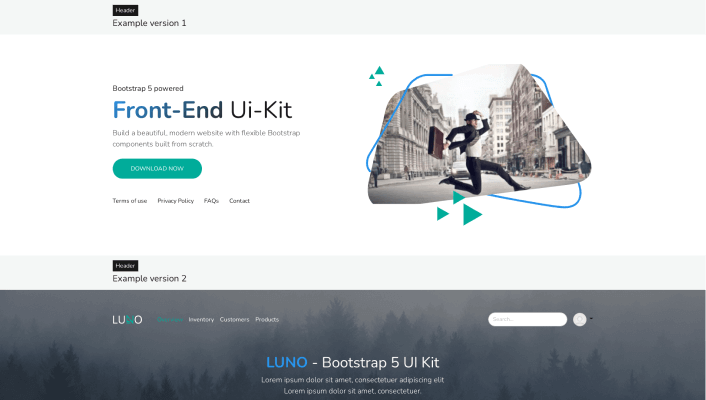 Header
Example version 1
Bootstrap 5 powered
Front-End Ui-Kit
Build a beautiful, modern website with flexible Bootstrap
components built from scratch.
DOWNLOAD NOW
Terms of use Privacy Policy FAQs Contact
Header
Example version 2
LUNO Inventory Customers Products Search...
LUNO - Bootstrap 5 UI Kit
Lorem ipsum dolor sit amet, consectetuer adipiscing elit
Lorem ipsum dolor sit amet, consectetuer.